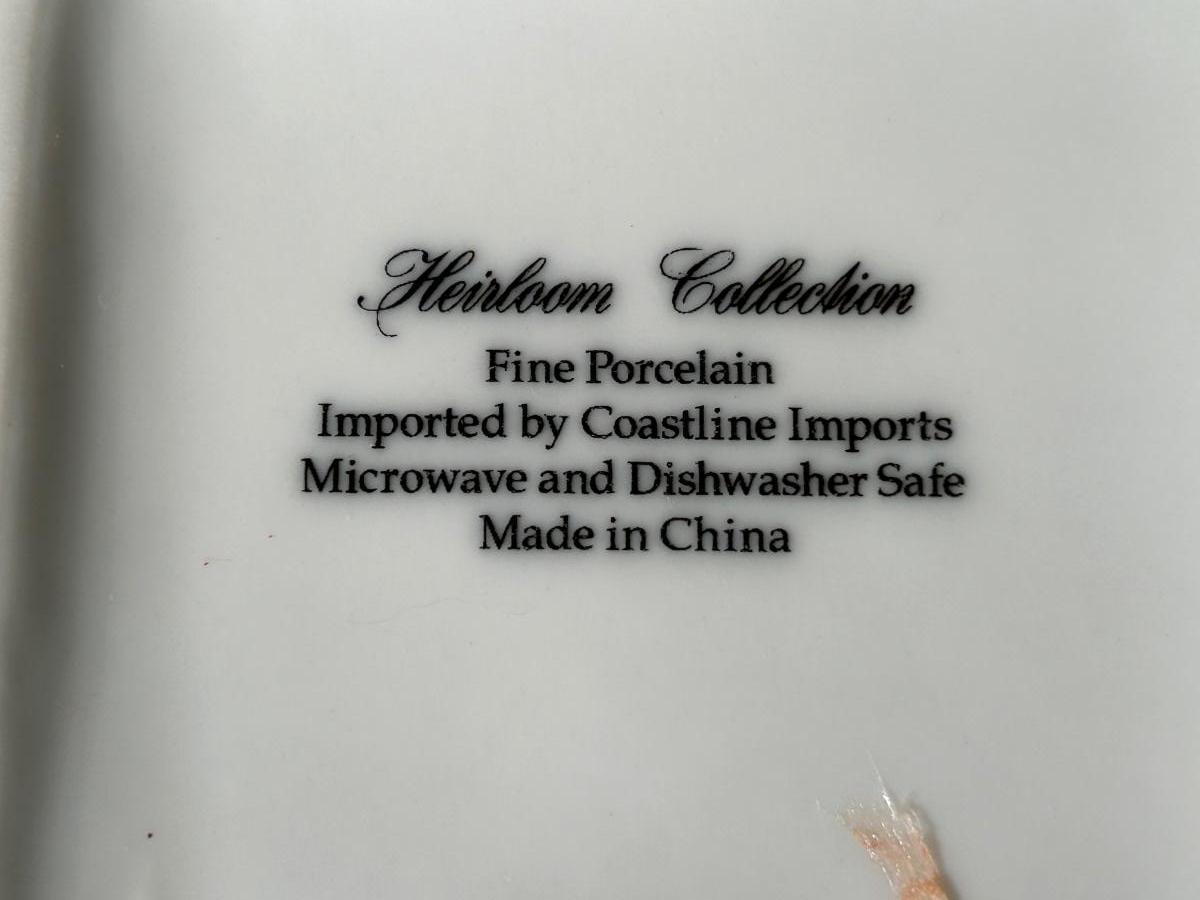 Heirloom Collection
Fine Porcelain
Imported by Coastline Imports
Microwave and Dishwasher Safe
Made in China